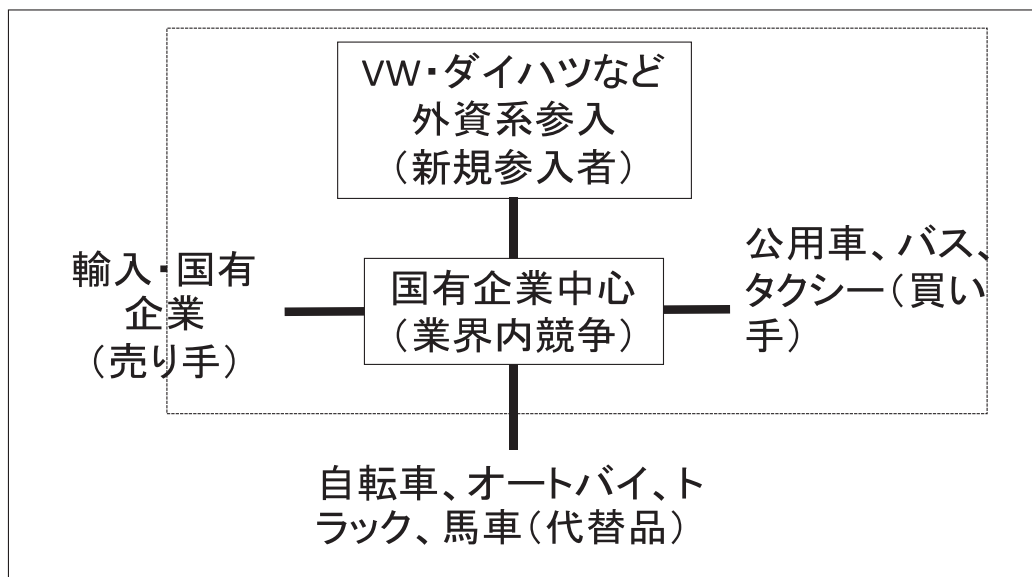 VW・ダイハツなど
外資系参入
（新規参入者）
輸入・国有
企業
（売り手）
国有企業中心
（業界内競争）
公用車、バス、
タクシー（買い
手）
自転車、オートバイ、ト
ラック、馬車（代替品）